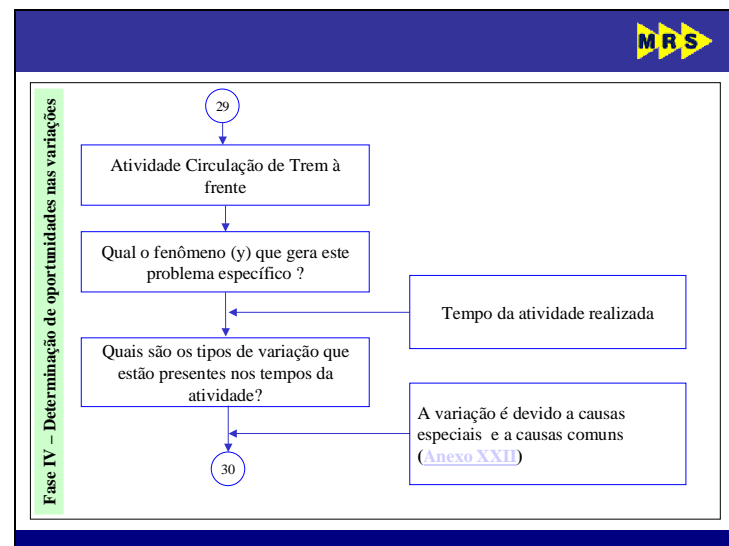 MRS
Fase IV – Determinação de oportunidades nas variações
29
Atividade Circulação de Trem à
frente
Qual o fenômeno (y) que gera este
problema específico ?
Tempo da atividade realizada
Quais são os tipos de variação que
estão presentes nos tempos da
atividade?
A variação é devido a causas
especiais e a causas comuns
(Anexo XXII)
30